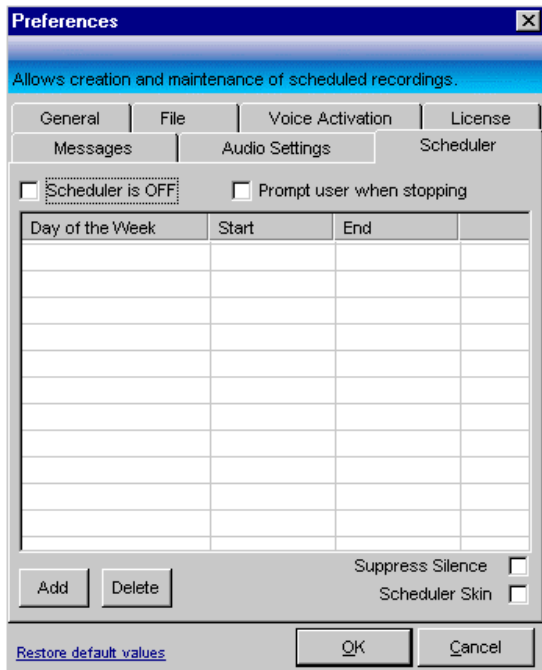 Preferences
Allows creation and maintenance of scheduled recordings.
General File Voice Activation License
Messages Audio Settings Scheduler
Scheduler is OFF Prompt user when stopping
Day of the Week Start End
Suppress Silence
Add Delete Scheduler Skin
Restore default values OK Cancel